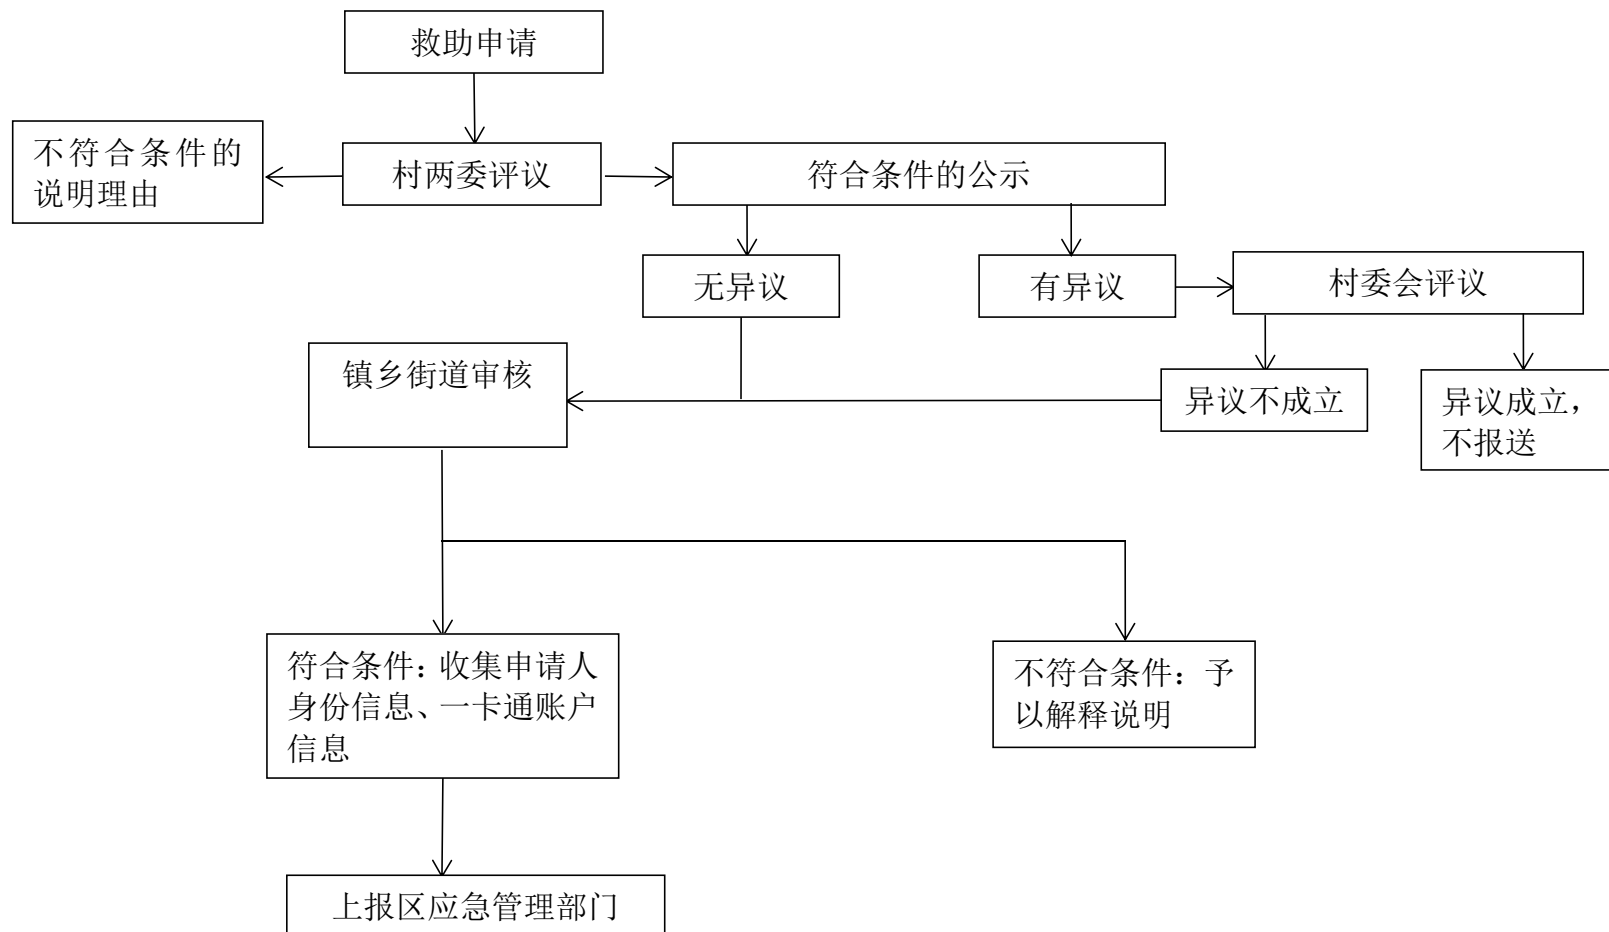 救助申请
不符合条件的
说明理由
村两委评议
符合条件的公示
无异议
有异议
村委会评议
镇乡街道审核
异议不成立
异议成立，
不报送
符合条件：收集申请人
身份信息、一卡通账户
信息
不符合条件：予
以解释说明
上报区应急管理部门